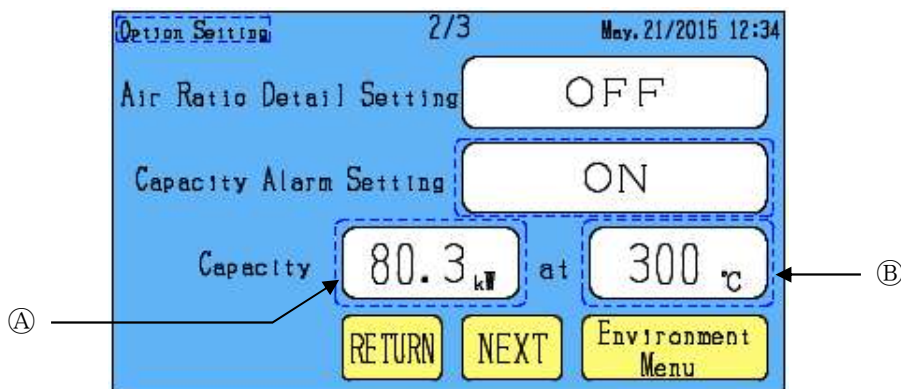 Option Setting 2/3 May.21/2015 12:34
Air Ratio Detail Setting OFF
Capacity Alarm Setting ON
Capacity 80.3 kW at 300 ℃
Ⓐ Ⓑ
RETURN NEXT Environment
Menu